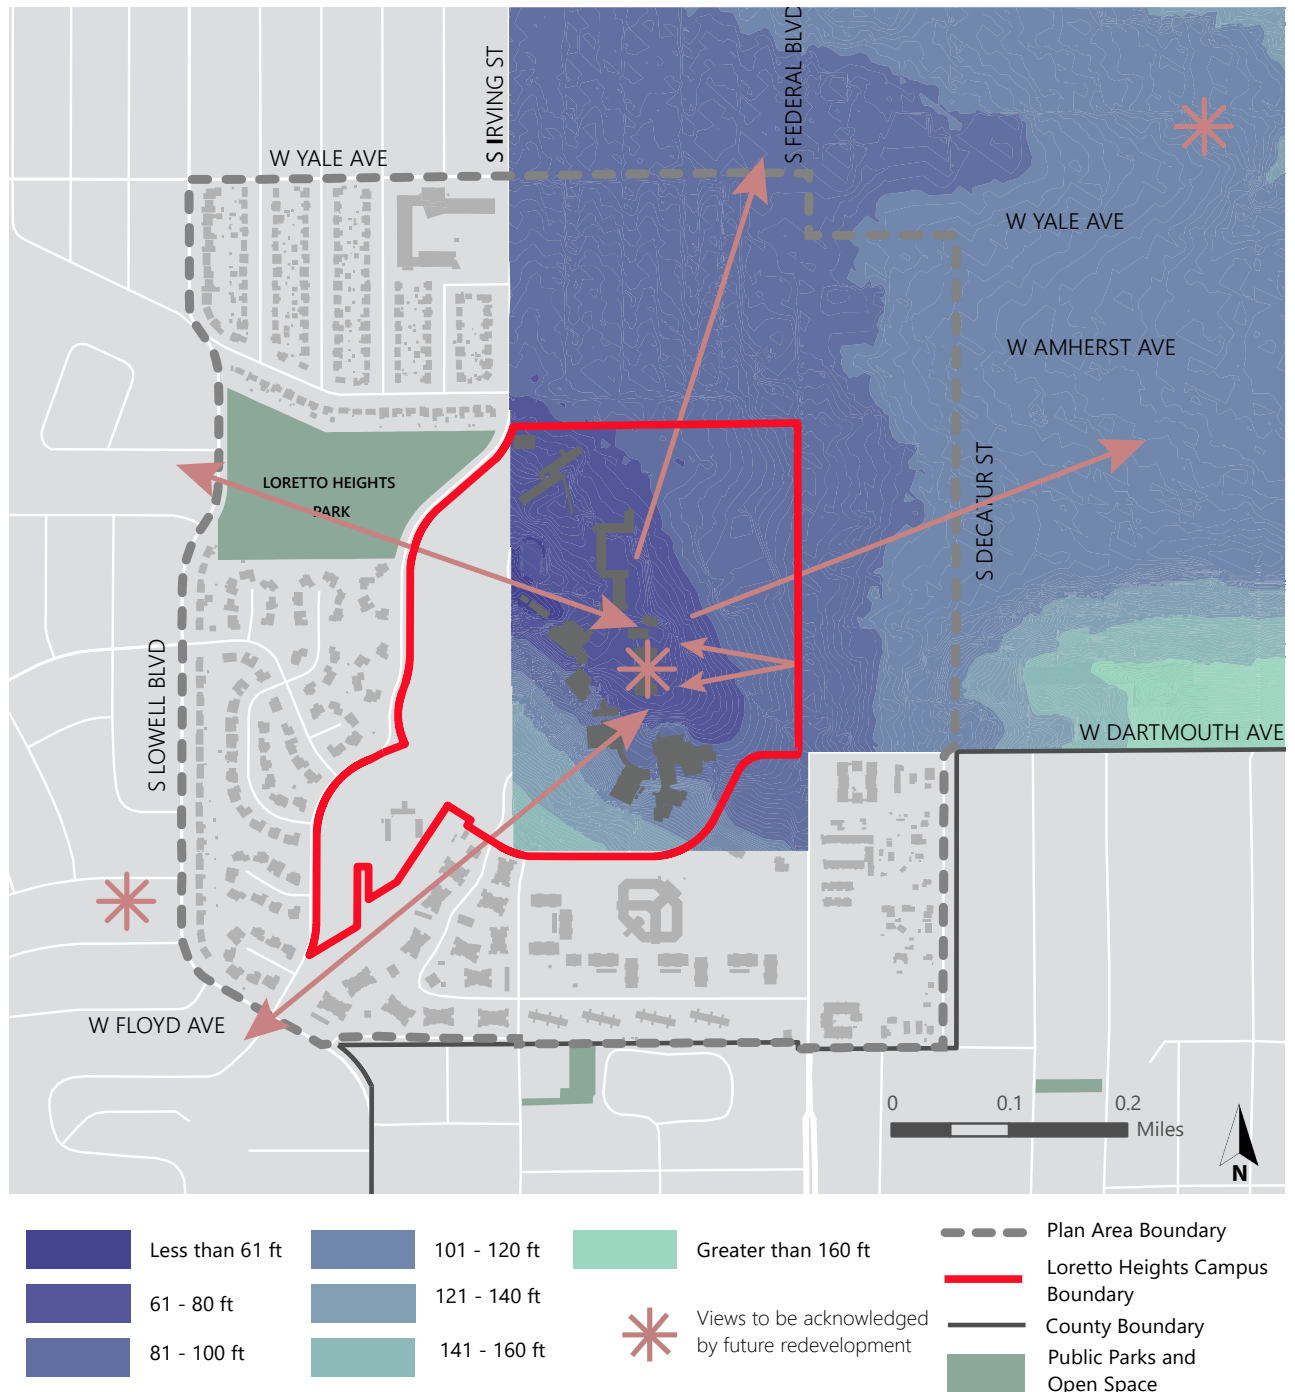 S IRVING ST
S FEDERAL BLVD
W YALE AVE
W YALE AVE
W AMHERST AVE
LORETTO HEIGHTS
PARK
S DECATUR ST
S LOWELL BLVD
W DARTMOUTH AVE
W FLOYD AVE
0 0.1 0.2
Miles
N
Less than 61 ft
61 - 80 ft
81 - 100 ft
101 - 120 ft
121 - 140 ft
141 - 160 ft
Greater than 160 ft
Views to be acknowledged
by future redevelopment
Plan Area Boundary
Loretto Heights Campus
Boundary
County Boundary
Public Parks and
Open Space